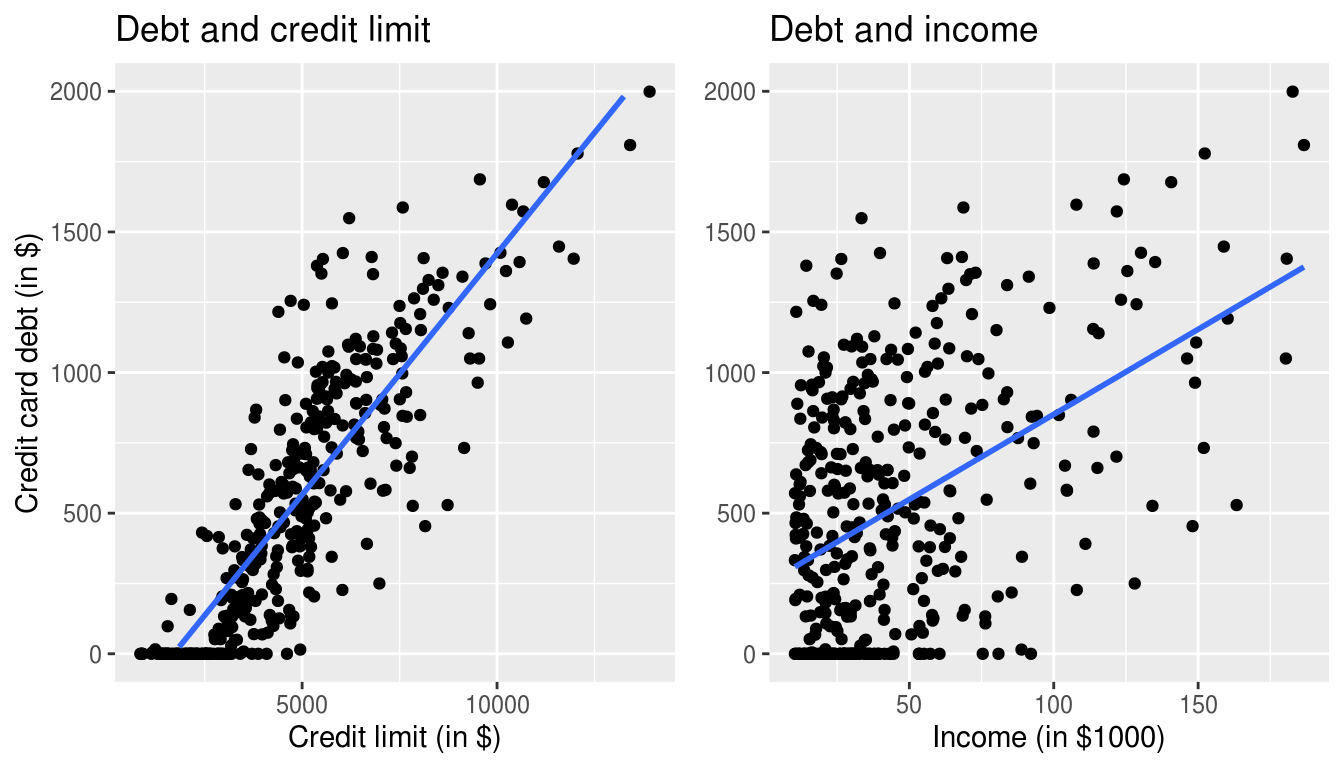 Debt and credit limit
Credit card debt (in $)
2000
1500
1000
500
0
5000 10000
Credit limit (in $)
Debt and income
2000
1500
1000
500
0
50 100 150
Income (in $1000)